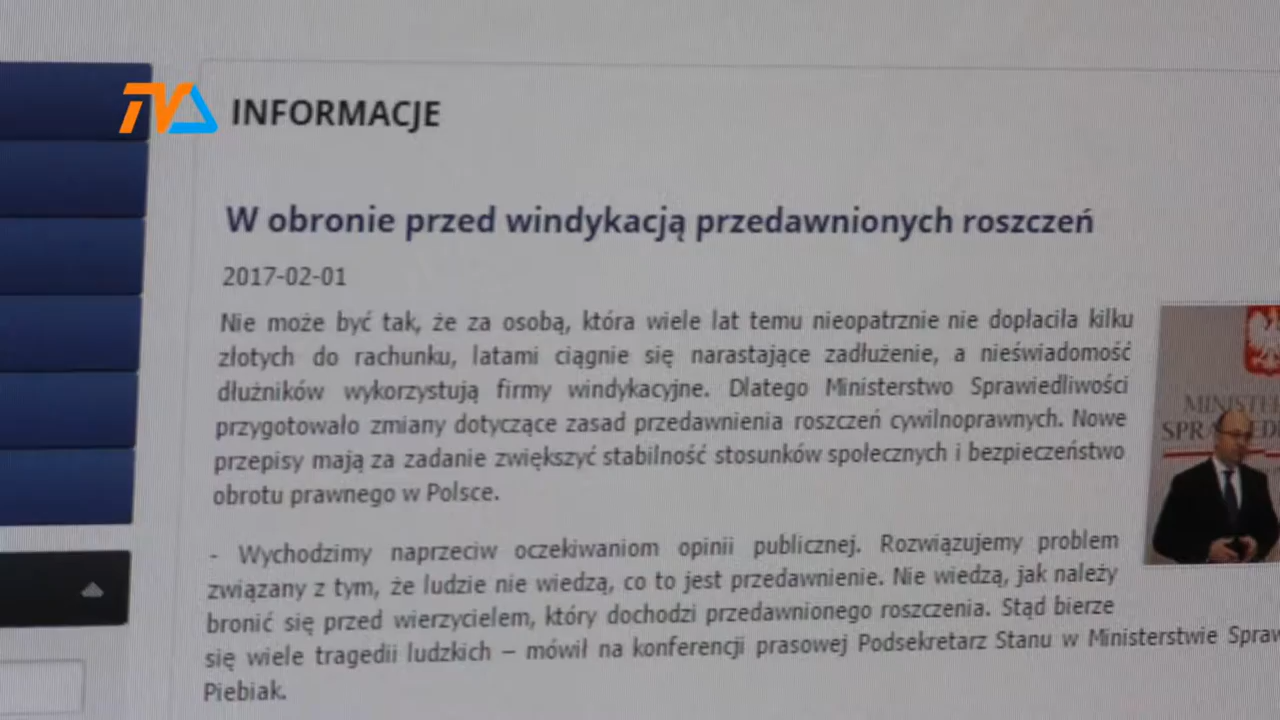 TVA
INFORMACJE
W obronie przed windykacją przedawnionych roszczeń
2017-02-01
Nie może być tak, że za osobą, która wiele lat temu nieopatrznie nie dopłaciła kilku
złotych do rachunku, latami ciągnie się narastające zadłużenie, a nieświadomość
dłużników wykorzystują firmy windykacyjne. Dlatego Ministerstwo Sprawiedliwości
przygotowało zmiany dotyczące zasad przedawnienia roszczeń cywilnoprawnych. Nowe
przepisy mają za zadanie zwiększyć stabilność stosunków społecznych i bezpieczeństwo
obrotu prawnego w Polsce.
- Wychodzimy naprzeciw oczekiwaniom opinii publicznej. Rozwiązujemy problem
związany z tym, że ludzie nie wiedzą, co to jest przedawnienie. Nie wiedzą, jak należy
bronić się przed wierzycielem, który dochodzi przedawnionego roszczenia. Stąd bierze
się wiele tragedii ludzkich – mówił na konferencji prasowej Podsekretarz Stanu w Ministerstwie Spraw
Piebiak.